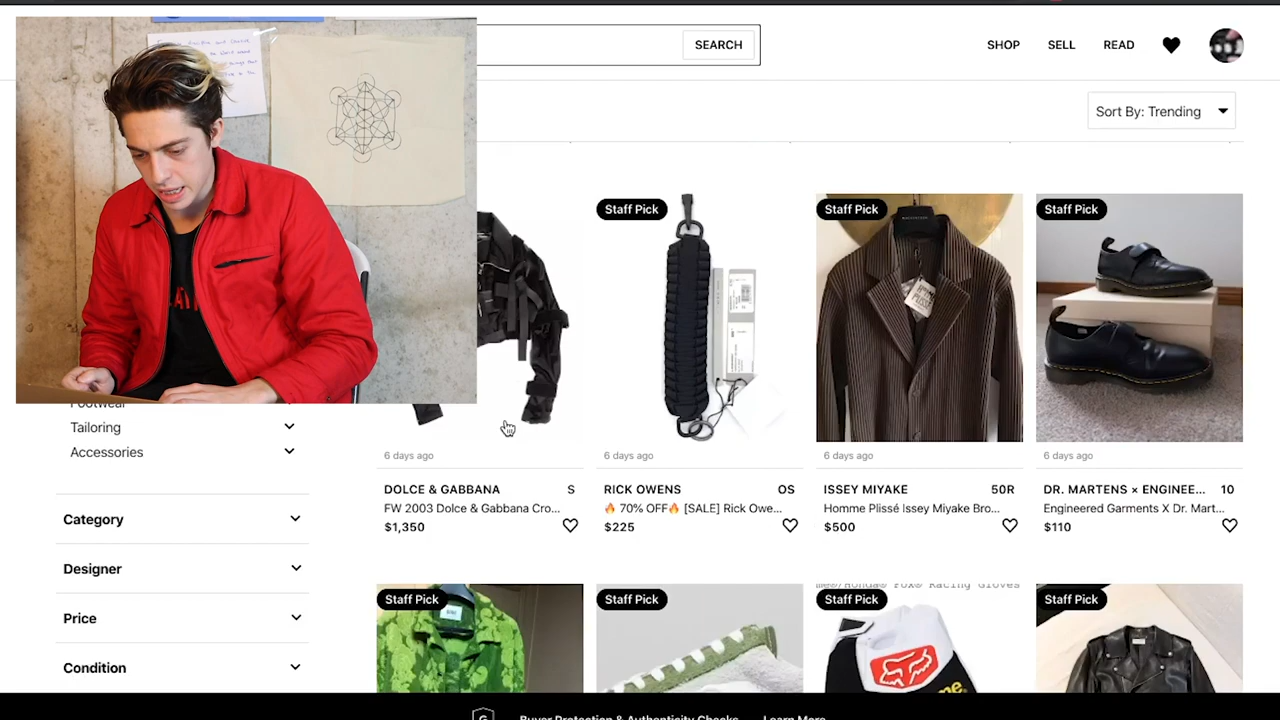 SEARCH
SHOP
SELL
READ
Sort By: Trending
Staff Pick
Staff Pick
Staff Pick
Footwear
Tailoring
Accessories
Category
Designer
Price
Condition
6 days ago
DOLCE & GABBANA S
FW 2003 Dolce & Gabbana Cro...
$1,350
6 days ago
RICK OWENS OS
🔥 70% OFF🔥 [SALE] Rick Owe...
$225
6 days ago
ISSEY MIYAKE 50R
Homme Plissé Issey Miyake Bro...
$500
6 days ago
DR. MARTENS × ENGINEE... 10
Engineered Garments X Dr. Mart...
$110
Staff Pick
Staff Pick
Staff Pick
Staff Pick
Buyer Protection & Authenticity Checks
Learn More